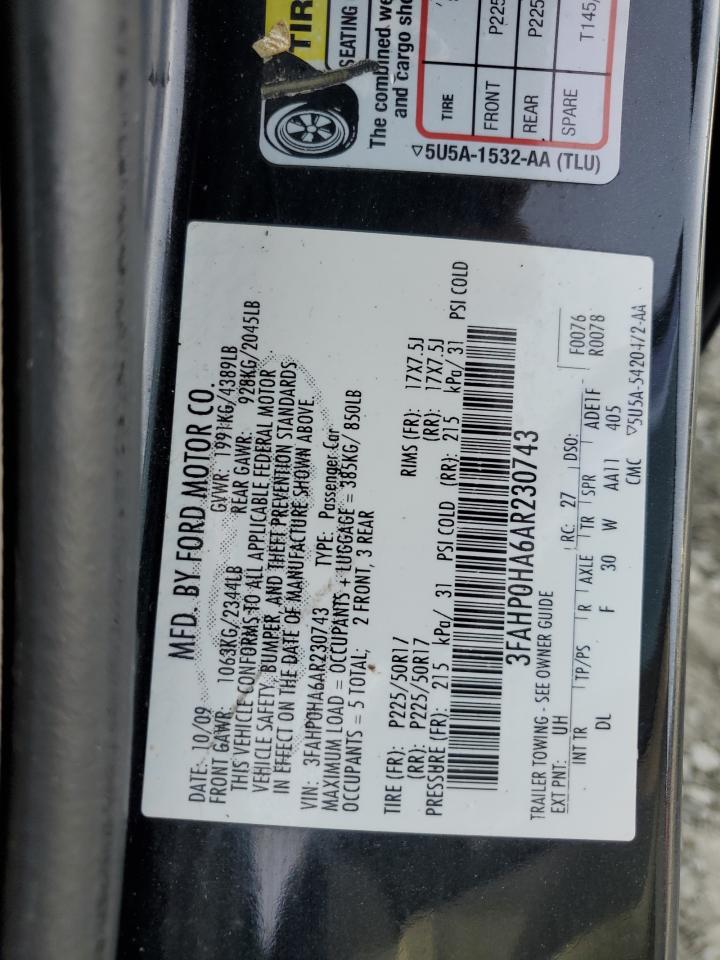 MFD. BY FORD MOTOR CO.
DATE: 10/09 GVWR: 1991KG/4389LB
FRONT GAWR: 1063KG/2344LB REAR GAWR: 928KG/2045LB
THIS VEHICLE CONFORMS TO ALL APPLICABLE FEDERAL MOTOR
VEHICLE SAFETY, BUMPER, AND THEFT PREVENTION STANDARDS
IN EFFECT ON THE DATE OF MANUFACTURE SHOWN ABOVE.
VIN: 3FAHP0HA6AR230743 TYPE: Passenger Car
MAXIMUM LOAD = OCCUPANTS + LUGGAGE = 385KG/ 850LB
OCCUPANTS = 5 TOTAL; 2 FRONT, 3 REAR
TIRE (FR): P225/50R17 RIMS (FR): 17X7.5J
(RR): P225/50R17 (RR): 17X7.5J
PRESSURE (FR): 215 kPa/ 31 PSI COLD (RR): 215 kPa/ 31 PSI COLD
3FAHP0HA6AR230743
TRAILER TOWING - SEE OWNER GUIDE
EXT PNT: UH RC: 27 DSO: F0076
R0078
INT TR TP/PS R AXLE TR SPR ADE1F
DL F 30 W AA11 405
CMC ▽5U5A-5420472-AA
TIR
SEATING
The combined we
and cargo sho
TIRE
FRONT P225
REAR P225
SPARE T145/
▽5U5A-1532-AA (TLU)